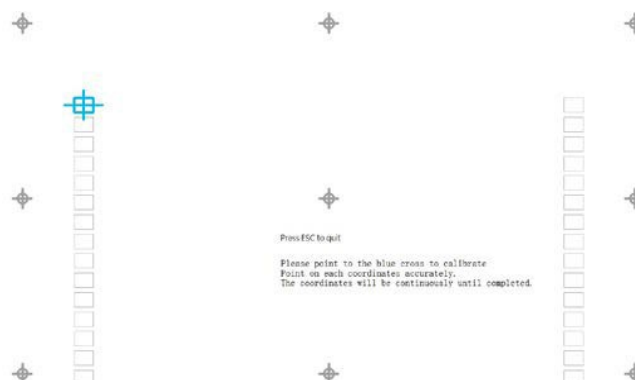 Press ESC to quit
Please point to the blue cross to calibrate
Point on each coordinates accurately.
The coordinates will be continuously until completed.